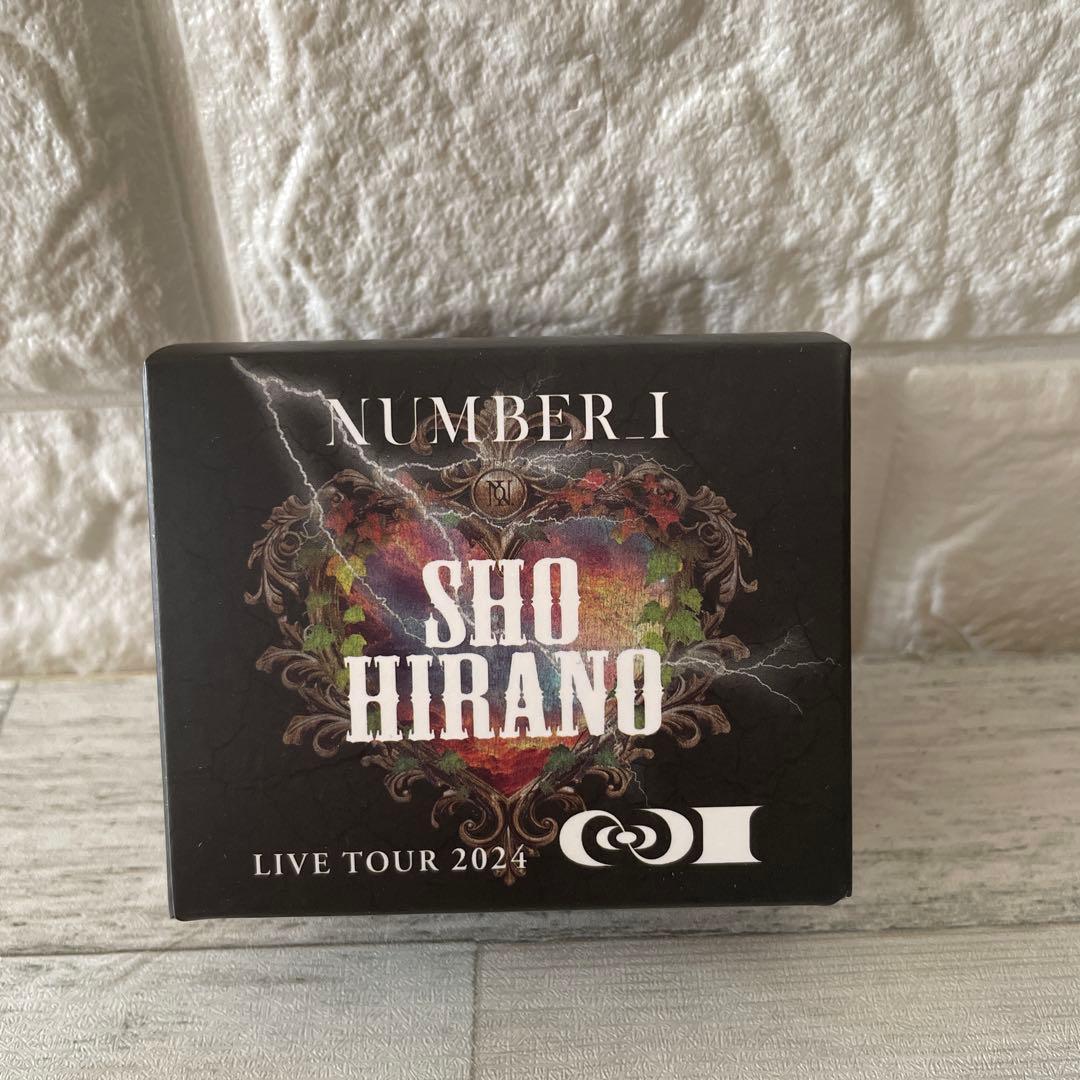 NUMBER_I
SHO
HIRANO
LIVE TOUR 2024